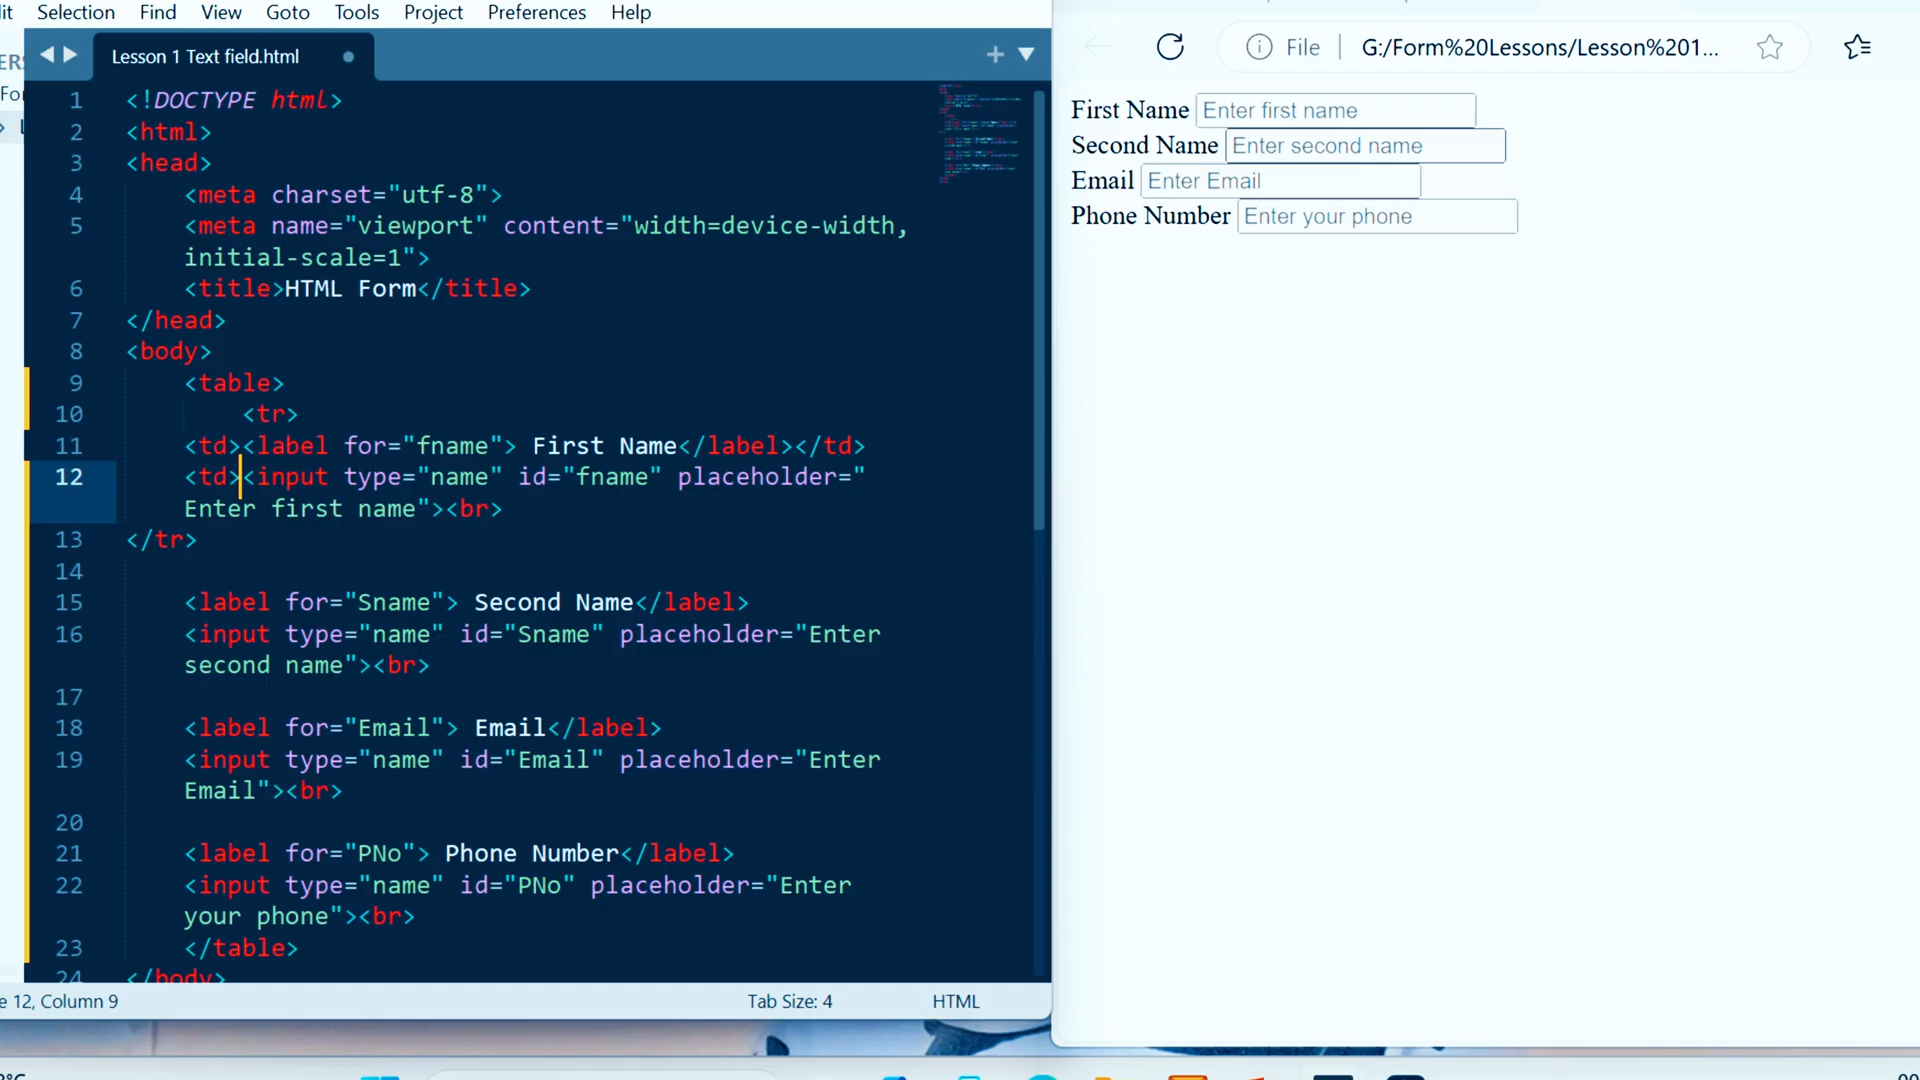 it Selection Find View Goto Tools Project Preferences Help
Lesson 1 Text field.html
File G:/Form%20Lessons/Lesson%201...
1 <!DOCTYPE html>
2 <html>
3 <head>
4 <meta charset="utf-8">
5 <meta name="viewport" content="width=device-width,
initial-scale=1">
6 <title>HTML Form</title>
7 </head>
8 <body>
9 <table>
10 <tr>
11 <td><label for="fname"> First Name</label></td>
12 <td><input type="name" id="fname" placeholder="
Enter first name"><br>
13 </tr>
14
15 <label for="Sname"> Second Name</label>
16 <input type="name" id="Sname" placeholder="Enter
second name"><br>
17
18 <label for="Email"> Email</label>
19 <input type="name" id="Email" placeholder="Enter
Email"><br>
20
21 <label for="PNo"> Phone Number</label>
22 <input type="name" id="PNo" placeholder="Enter
your phone"><br>
23 </table>
24 </body>
e 12, Column 9 Tab Size: 4 HTML
First Name Enter first name
Second Name Enter second name
Email Enter Email
Phone Number Enter your phone